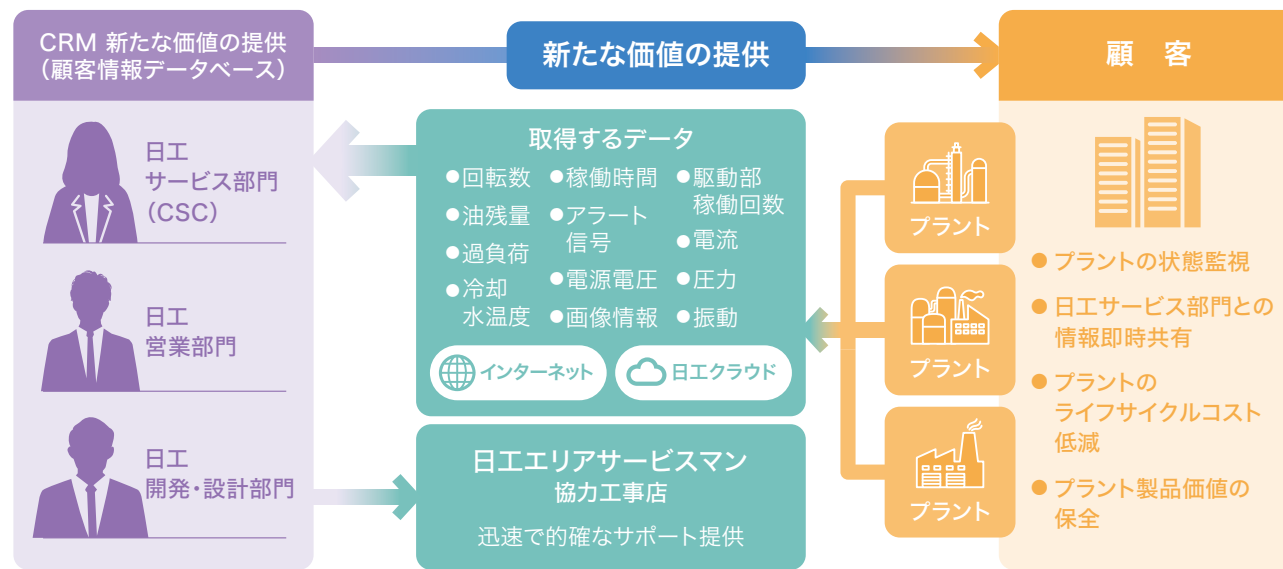 CRM 新たな価値の提供
（顧客情報データベース）
日工
サービス部門
（CSC）
日工
営業部門
日工
開発・設計部門
新たな価値の提供
取得するデータ
●回転数
●油残量
●過負荷
●冷却
水温度
●稼働時間
●アラート
信号
●電源電圧
●画像情報
●駆動部
稼働回数
●電流
●圧力
●振動
インターネット
日工クラウド
日工エリアサービスマン
協力工事店
迅速で的確なサポート提供
プラント
プラント
プラント
顧　客
● プラントの状態監視
● 日工サービス部門との
情報即時共有
● プラントの
ライフサイクルコスト
低減
● プラント製品価値の
保全